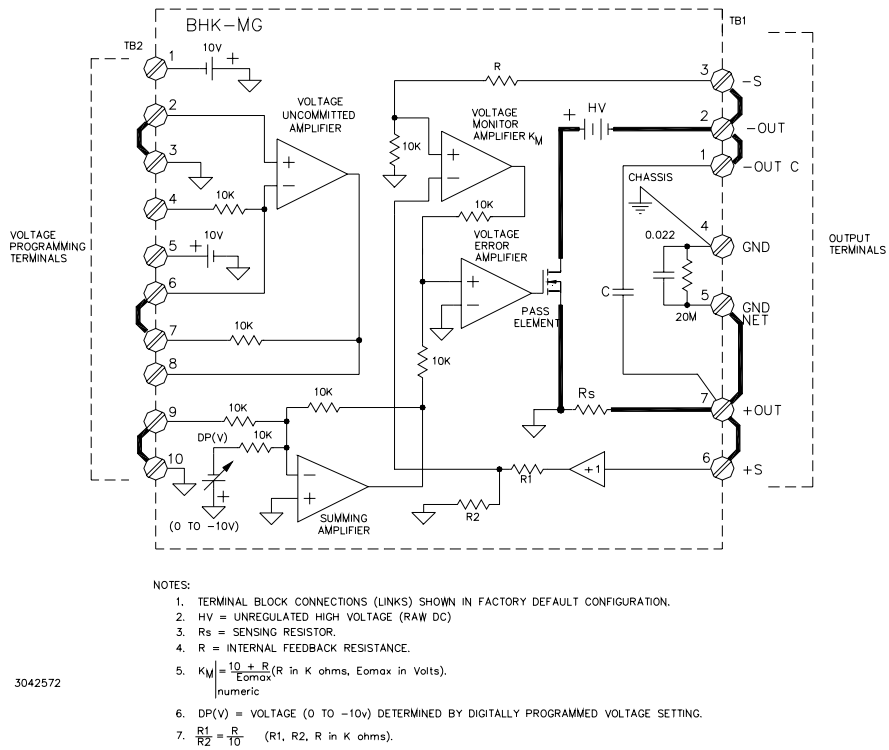 BHK-MG
TB1
TB2
1
10V
+
2
3
4
10K
5
+
10V
6
7
10K
8
9
10K
10
DP(V)
10K
+
(0 TO -10V)
VOLTAGE
PROGRAMMING
TERMINALS
VOLTAGE
UNCOMMITTED
AMPLIFIER
+
−
10K
−
+
SUMMING
AMPLIFIER
R
10K
VOLTAGE
MONITOR
AMPLIFIER KM
+
−
10K
VOLTAGE
ERROR
AMPLIFIER
+
−
10K
PASS
ELEMENT
+
HV
C
CHASSIS
0.022
20M
Rs
R1
+1
R2
3
-S
2
-OUT
1
-OUT C
4
GND
5
GND
NET
7
+OUT
6
+S
OUTPUT
TERMINALS
NOTES:
1. TERMINAL BLOCK CONNECTIONS (LINKS) SHOWN IN FACTORY DEFAULT CONFIGURATION.
2. HV = UNREGULATED HIGH VOLTAGE (RAW DC)
3. Rs = SENSING RESISTOR.
4. R = INTERNAL FEEDBACK RESISTANCE.
5. KM|numeric = (10 + R)/Eomax (R in K ohms, Eomax in Volts).
6. DP(V) = VOLTAGE (0 TO -10v) DETERMINED BY DIGITALLY PROGRAMMED VOLTAGE SETTING.
7. R1/R2 = R/10 (R1, R2, R in K ohms).
3042572